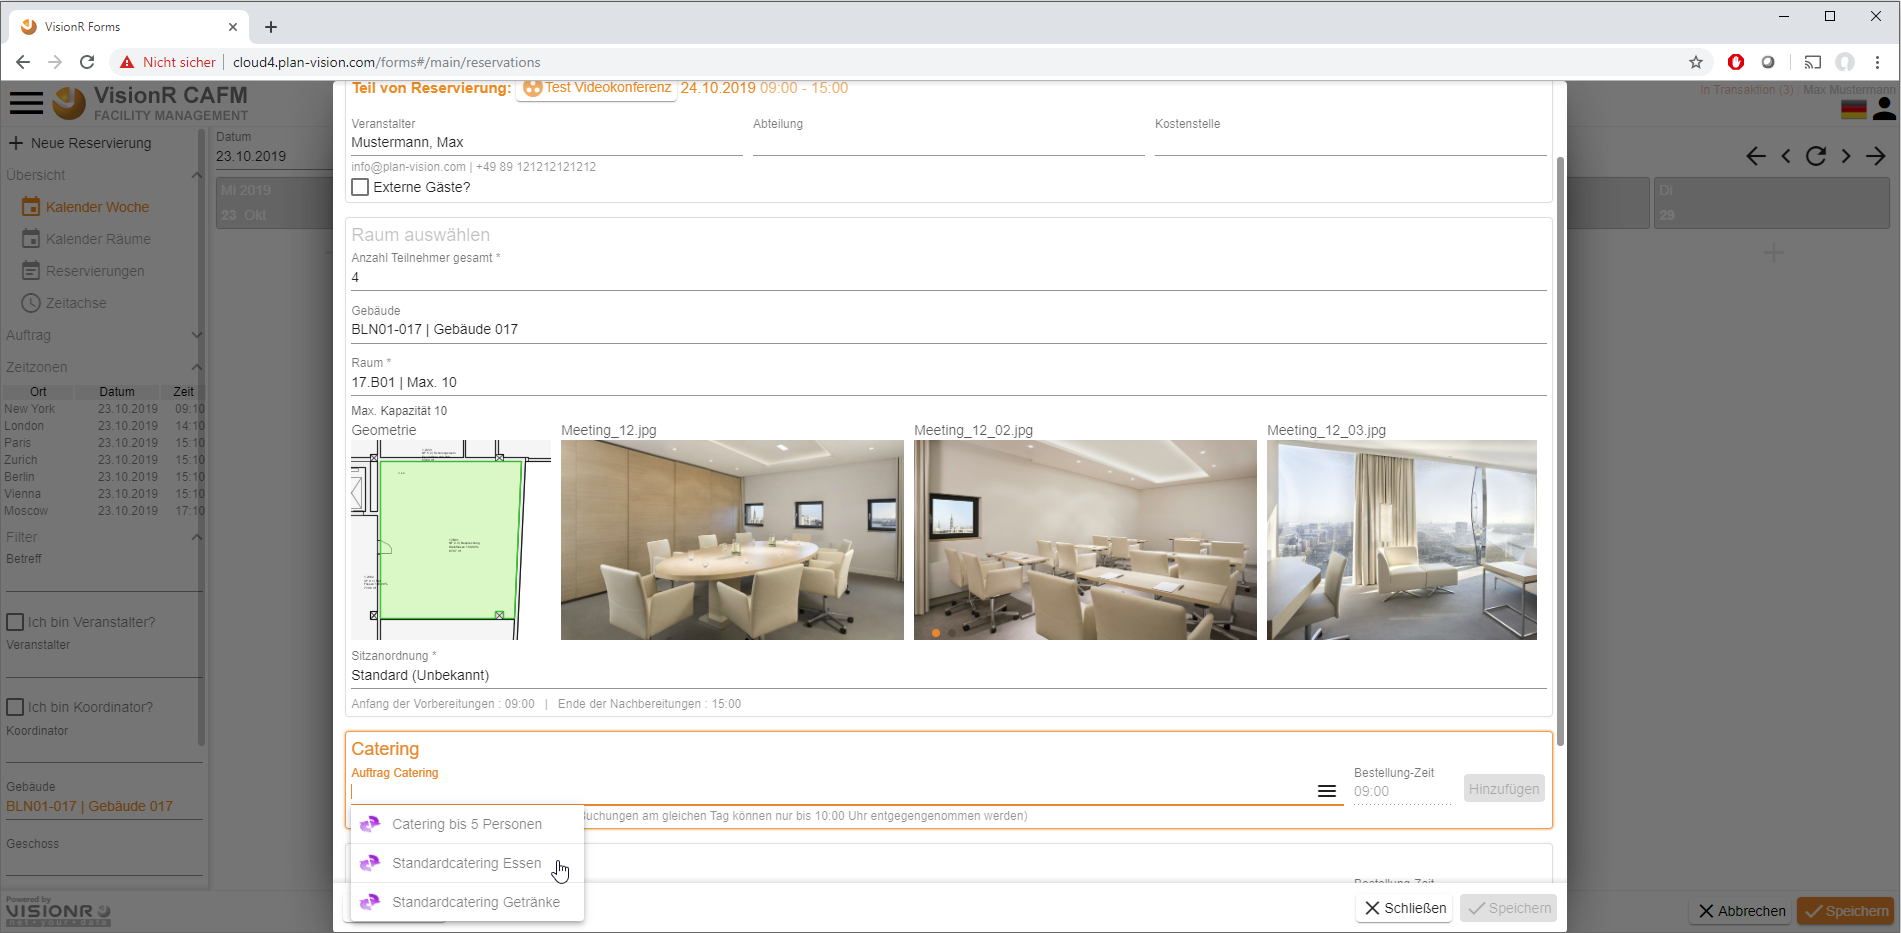 VisionR Forms
Nicht sicher
cloud4.plan-vision.com/forms#/main/reservations
VisionR CAFM
FACILITY MANAGEMENT
In Transaktion (3) | Max Mustermann
Neue Reservierung
Übersicht
Kalender Woche
Kalender Räume
Reservierungen
Zeitachse
Auftrag
Zeitzonen
Ort Datum Zeit
New York 23.10.2019 09:10
London 23.10.2019 14:10
Paris 23.10.2019 15:10
Zurich 23.10.2019 15:10
Berlin 23.10.2019 15:10
Vienna 23.10.2019 15:10
Moscow 23.10.2019 17:10
Filter
Betreff
Ich bin Veranstalter?
Veranstalter
Ich bin Koordinator?
Koordinator
Gebäude
BLN01-017 | Gebäude 017
Geschoss
Powered by
VISIONR
net · your · data
Datum
23.10.2019
Mi 2019
23 Okt
Di
29
Teil von Reservierung: Test Videokonferenz 24.10.2019 09:00 - 15:00
Veranstalter
Mustermann, Max
Abteilung
Kostenstelle
info@plan-vision.com | +49 89 121212121212
Externe Gäste?
Raum auswählen
Anzahl Teilnehmer gesamt *
4
Gebäude
BLN01-017 | Gebäude 017
Raum *
17.B01 | Max. 10
Max. Kapazität 10
Geometrie
Meeting_12.jpg
Meeting_12_02.jpg
Meeting_12_03.jpg
Sitzanordnung *
Standard (Unbekannt)
Anfang der Vorbereitungen : 09:00 | Ende der Nachbereitungen : 15:00
Catering
Auftrag Catering
Bestellung-Zeit
09:00
Hinzufügen
uchungen am gleichen Tag können nur bis 10:00 Uhr entgegengenommen werden)
Catering bis 5 Personen
Standardcatering Essen
Standardcatering Getränke
Bestellung-Zeit
Schließen
Speichern
Abbrechen
Speichern